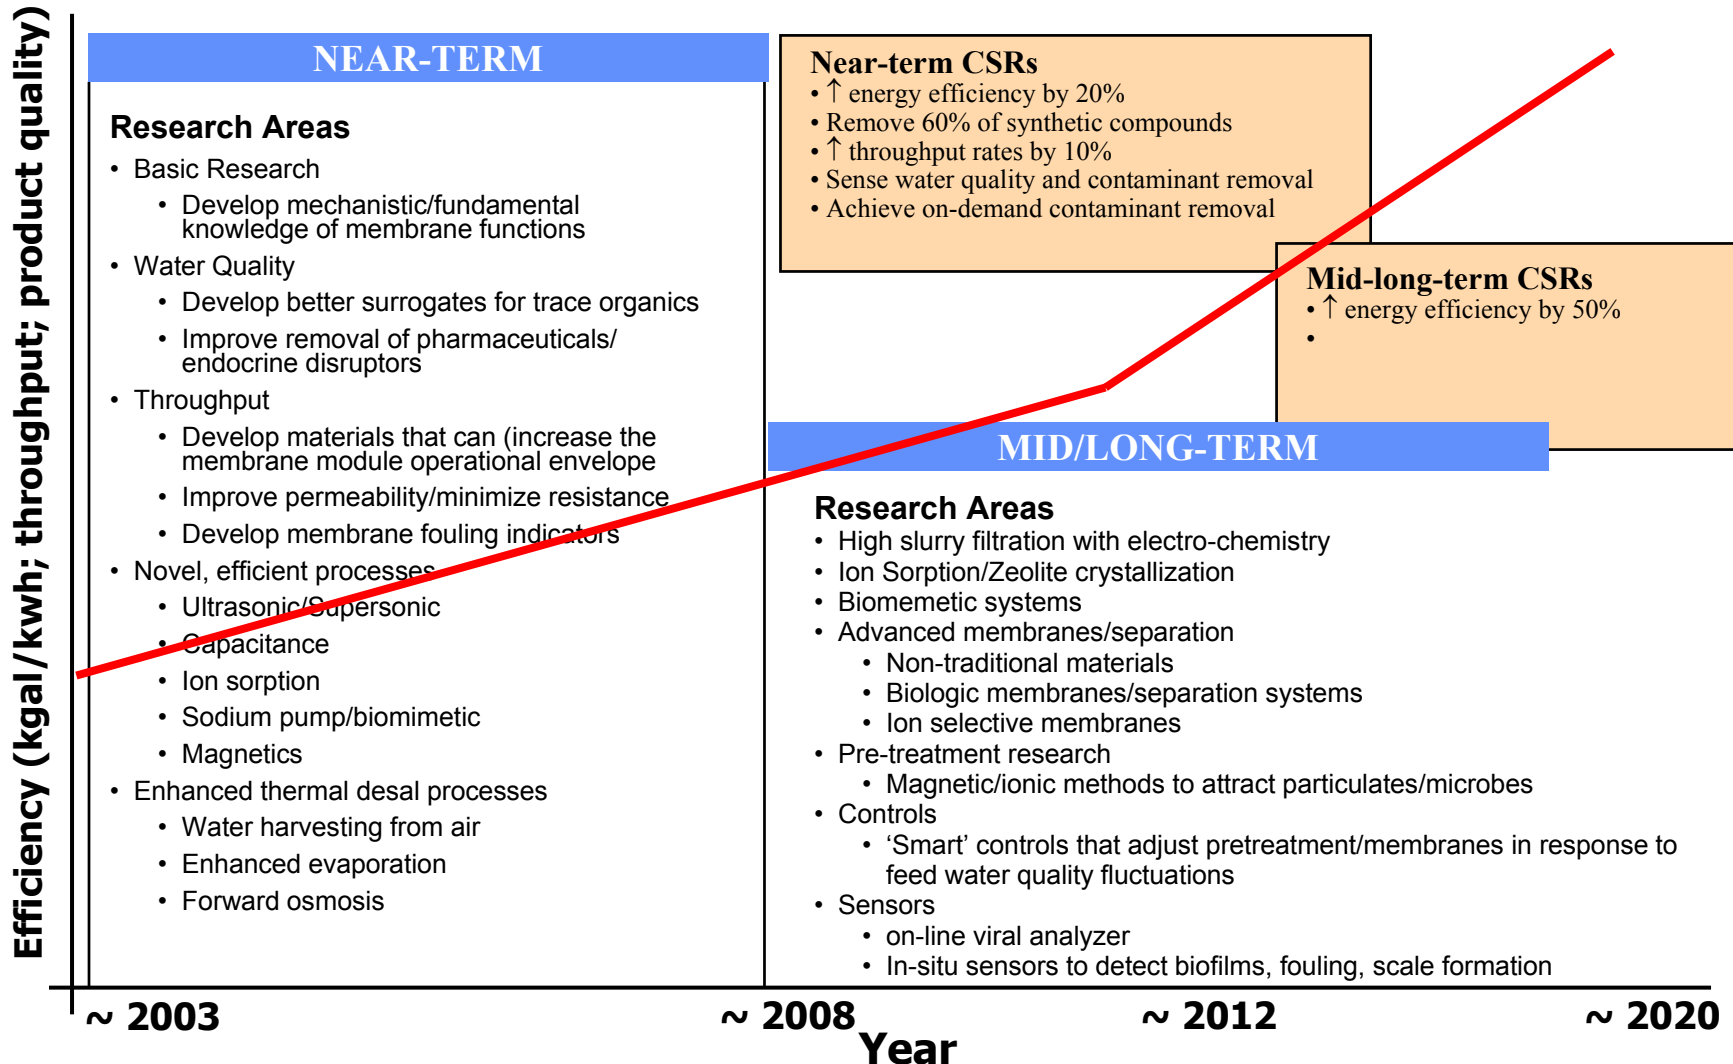 Efficiency (kgal/kwh; throughput; product quality)
NEAR-TERM
Research Areas
• Basic Research
• Develop mechanistic/fundamental
knowledge of membrane functions
• Water Quality
• Develop better surrogates for trace organics
• Improve removal of pharmaceuticals/
endocrine disruptors
• Throughput
• Develop materials that can (increase the
membrane module operational envelope
• Improve permeability/minimize resistance
• Develop membrane fouling indicators
• Novel, efficient processes
• Ultrasonic/Supersonic
• Capacitance
• Ion sorption
• Sodium pump/biomimetic
• Magnetics
• Enhanced thermal desal processes
• Water harvesting from air
• Enhanced evaporation
• Forward osmosis
Near-term CSRs
• ↑ energy efficiency by 20%
• Remove 60% of synthetic compounds
• ↑ throughput rates by 10%
• Sense water quality and contaminant removal
• Achieve on-demand contaminant removal
Mid-long-term CSRs
• ↑ energy efficiency by 50%
•
MID/LONG-TERM
Research Areas
• High slurry filtration with electro-chemistry
• Ion Sorption/Zeolite crystallization
• Biomemetic systems
• Advanced membranes/separation
• Non-traditional materials
• Biologic membranes/separation systems
• Ion selective membranes
• Pre-treatment research
• Magnetic/ionic methods to attract particulates/microbes
• Controls
• ‘Smart’ controls that adjust pretreatment/membranes in response to
feed water quality fluctuations
• Sensors
• on-line viral analyzer
• In-situ sensors to detect biofilms, fouling, scale formation
~ 2003
~ 2008
~ 2012
~ 2020
Year